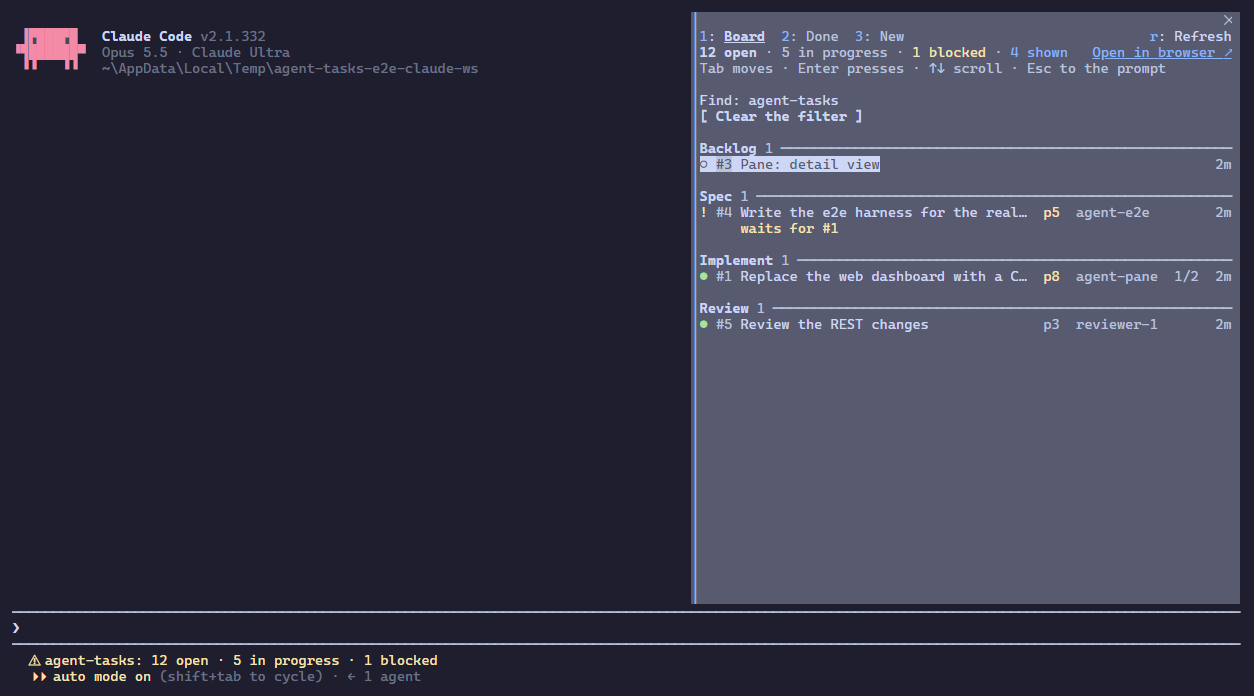 Claude Code v2.1.332
Opus 5.5 · Claude Ultra
~\AppData\Local\Temp\agent-tasks-e2e-claude-ws
×
1: Board 2: Done 3: New r: Refresh
12 open · 5 in progress · 1 blocked · 4 shown Open in browser ↗
Tab moves · Enter presses · ↑↓ scroll · Esc to the prompt
Find: agent-tasks
[ Clear the filter ]
Backlog 1
○ #3 Pane: detail view 2m
Spec 1
! #4 Write the e2e harness for the real… p5 agent-e2e 2m
waits for #1
Implement 1
● #1 Replace the web dashboard with a C… p8 agent-pane 1/2 2m
Review 1
● #5 Review the REST changes p3 reviewer-1 2m
❯
⚠ agent-tasks: 12 open · 5 in progress · 1 blocked
⏵⏵ auto mode on (shift+tab to cycle) · ← 1 agent